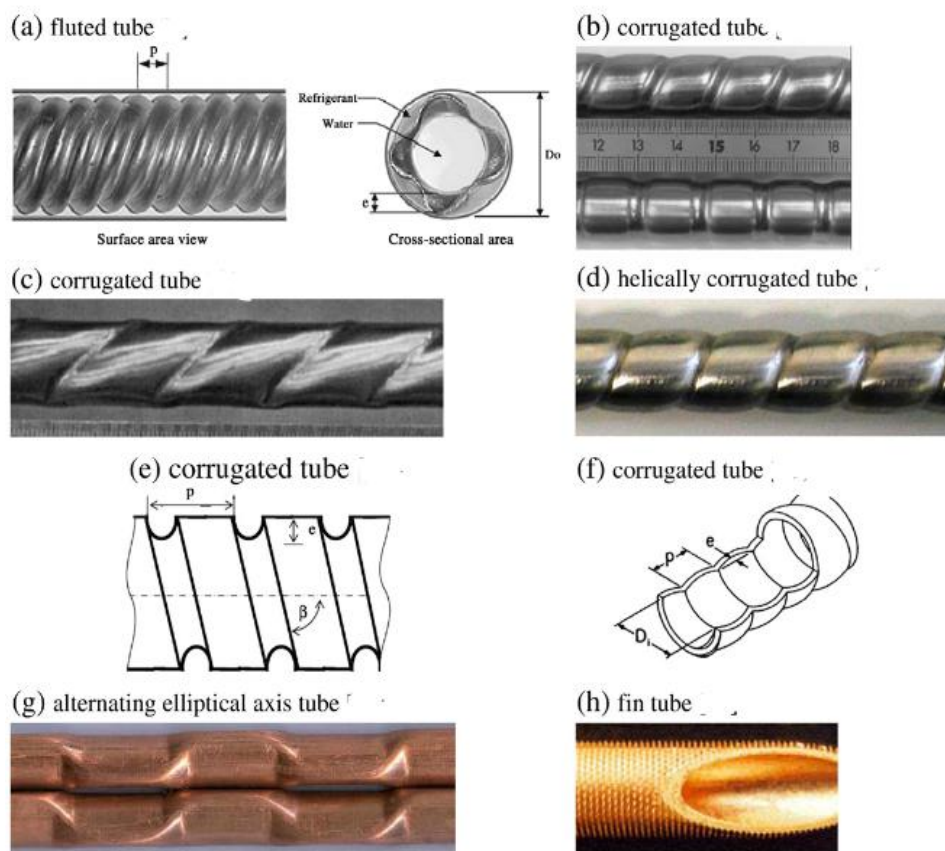 (a) fluted tube
p
Refrigerant
Water
Do
e
Surface area view
Cross-sectional area
(b) corrugated tube
12 13 14 15 16 17 18
(c) corrugated tube
(d) helically corrugated tube
(e) corrugated tube
p
e
β
(f) corrugated tube
p
e
Di
(g) alternating elliptical axis tube
(h) fin tube